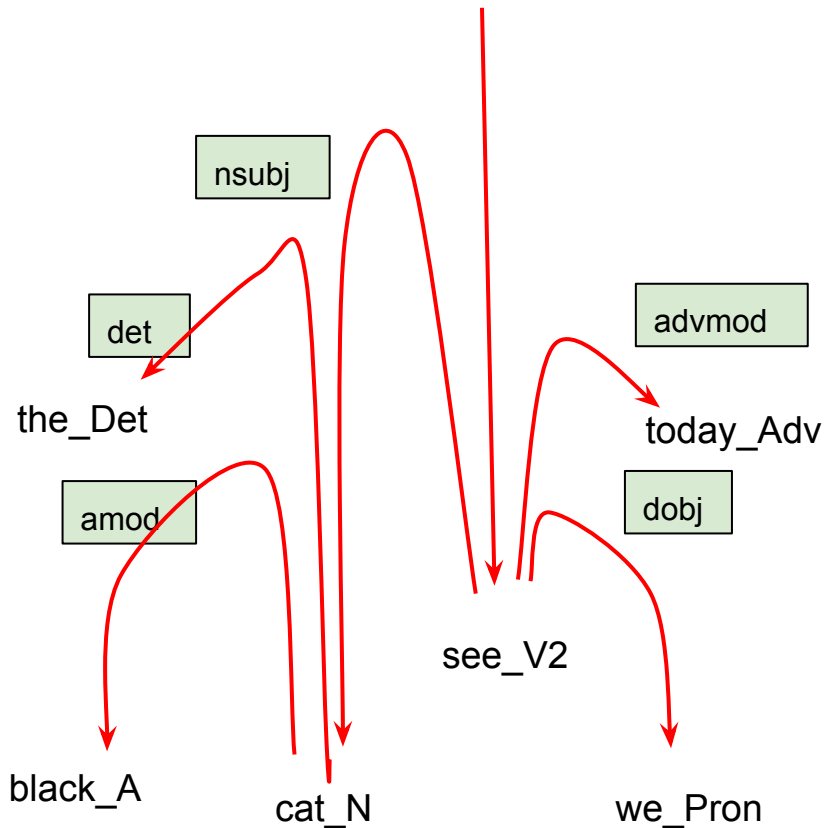 nsubj
det
advmod
the_Det
today_Adv
amod
dobj
see_V2
black_A
cat_N
we_Pron